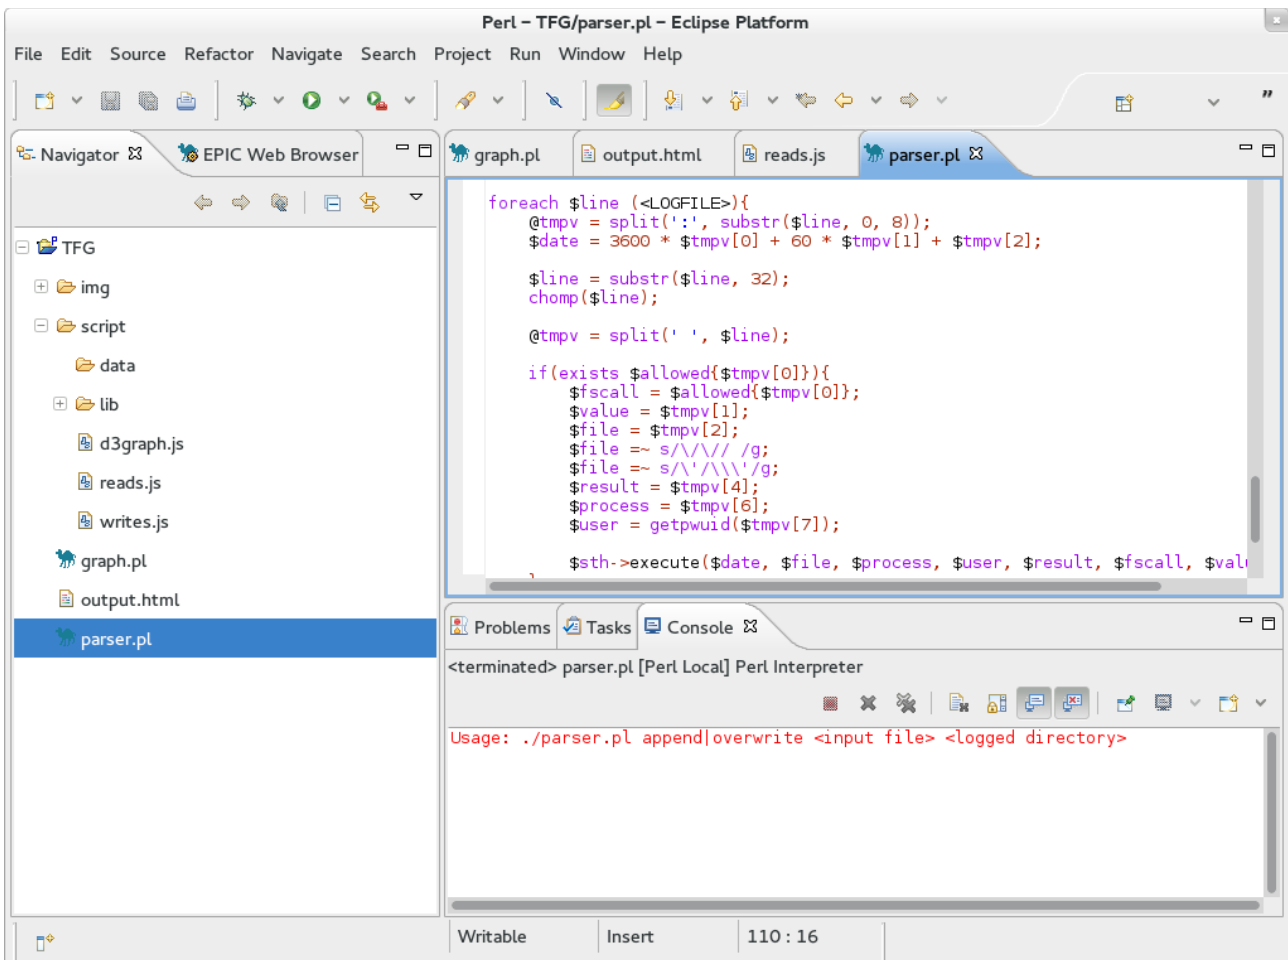 Perl – TFG/parser.pl – Eclipse Platform
File Edit Source Refactor Navigate Search Project Run Window Help
Navigator
EPIC Web Browser
TFG
img
script
data
lib
d3graph.js
reads.js
writes.js
graph.pl
output.html
parser.pl
graph.pl
output.html
reads.js
parser.pl
foreach $line (<LOGFILE>){
@tmpv = split(':', substr($line, 0, 8));
$date = 3600 * $tmpv[0] + 60 * $tmpv[1] + $tmpv[2];
$line = substr($line, 32);
chomp($line);
@tmpv = split(' ', $line);
if(exists $allowed{$tmpv[0]}){
$fscall = $allowed{$tmpv[0]};
$value = $tmpv[1];
$file = $tmpv[2];
$file =~ s/\/\// /g;
$file =~ s/\'/\\\'/g;
$result = $tmpv[4];
$process = $tmpv[6];
$user = getpwuid($tmpv[7]);
$sth->execute($date, $file, $process, $user, $result, $fscall, $valu
Problems
Tasks
Console
<terminated> parser.pl [Perl Local] Perl Interpreter
Usage: ./parser.pl append|overwrite <input file> <logged directory>
Writable
Insert
110 : 16